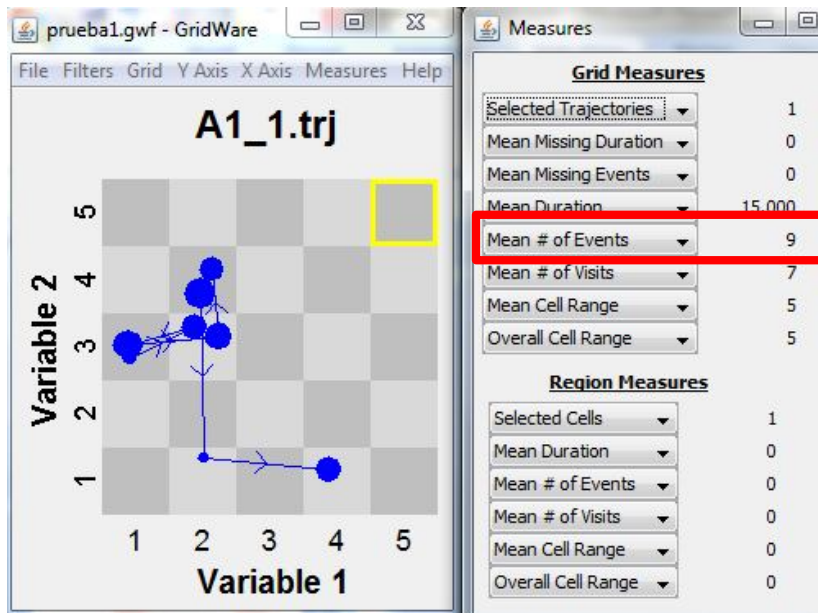 prueba1.gwf - GridWare
File Filters Grid Y Axis X Axis Measures Help
A1_1.trj
Variable 2
5
4
3
2
1
1 2 3 4 5
Variable 1
Measures
Grid Measures
Selected Trajectories 1
Mean Missing Duration 0
Mean Missing Events 0
Mean Duration 15.000
Mean # of Events 9
Mean # of Visits 7
Mean Cell Range 5
Overall Cell Range 5
Region Measures
Selected Cells 1
Mean Duration 0
Mean # of Events 0
Mean # of Visits 0
Mean Cell Range 0
Overall Cell Range 0